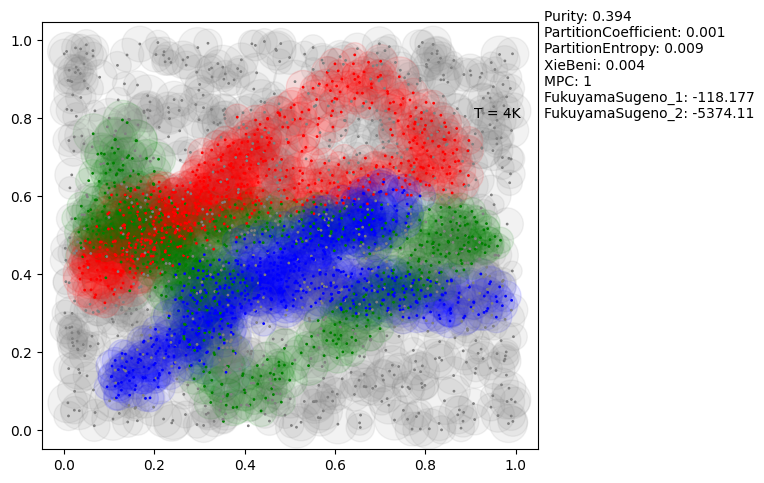 Purity: 0.394
PartitionCoefficient: 0.001
PartitionEntropy: 0.009
XieBeni: 0.004
MPC: 1
FukuyamaSugeno_1: -118.177
FukuyamaSugeno_2: -5374.11
T = 4K
1.0
0.8
0.6
0.4
0.2
0.0
0.0 0.2 0.4 0.6 0.8 1.0